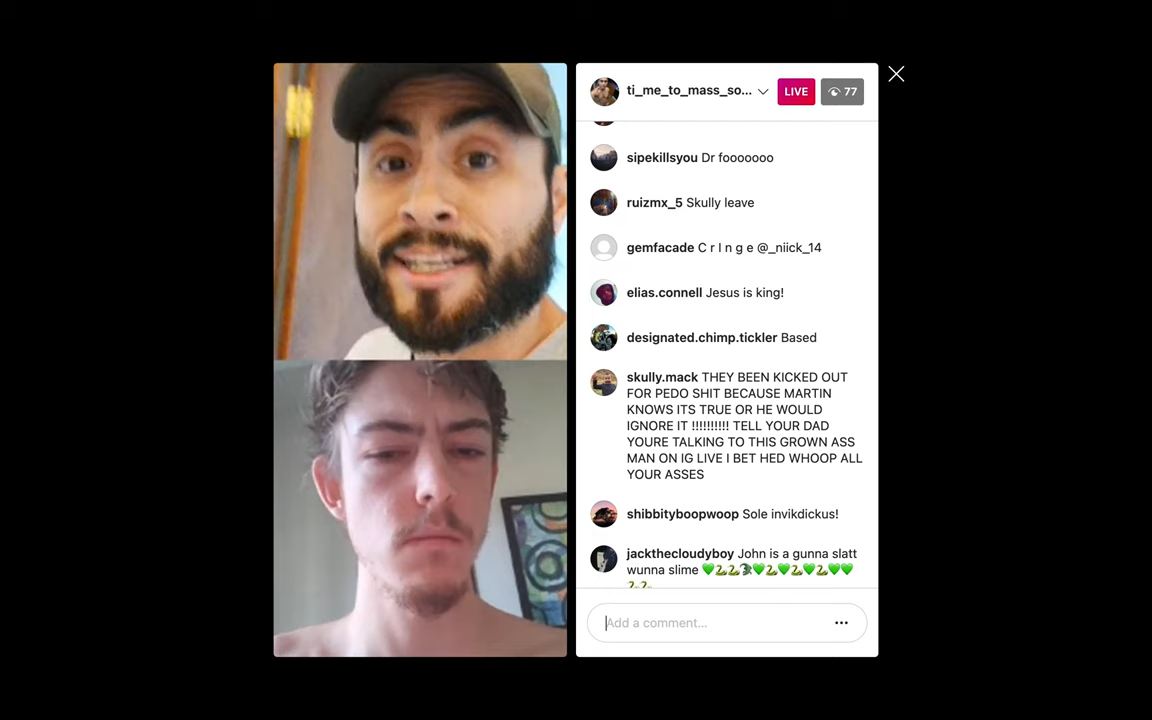 ti_me_to_mass_so...
LIVE
77
sipekillsyou Dr fooooooo
ruizmx_5 Skully leave
gemfacade C r I n g e @_niick_14
elias.connell Jesus is king!
designated.chimp.tickler Based
skully.mack THEY BEEN KICKED OUT
FOR PEDO SHIT BECAUSE MARTIN
KNOWS ITS TRUE OR HE WOULD
IGNORE IT !!!!!!!!!! TELL YOUR DAD
YOURE TALKING TO THIS GROWN ASS
MAN ON IG LIVE I BET HED WHOOP ALL
YOUR ASSES
shibbityboopwoop Sole invikdickus!
jackthecloudyboy John is a gunna slatt
wunna slime 💚🐍🐍🐊💚🐍💚🐍💚🐍💚💚
🐍🐍
Add a comment...